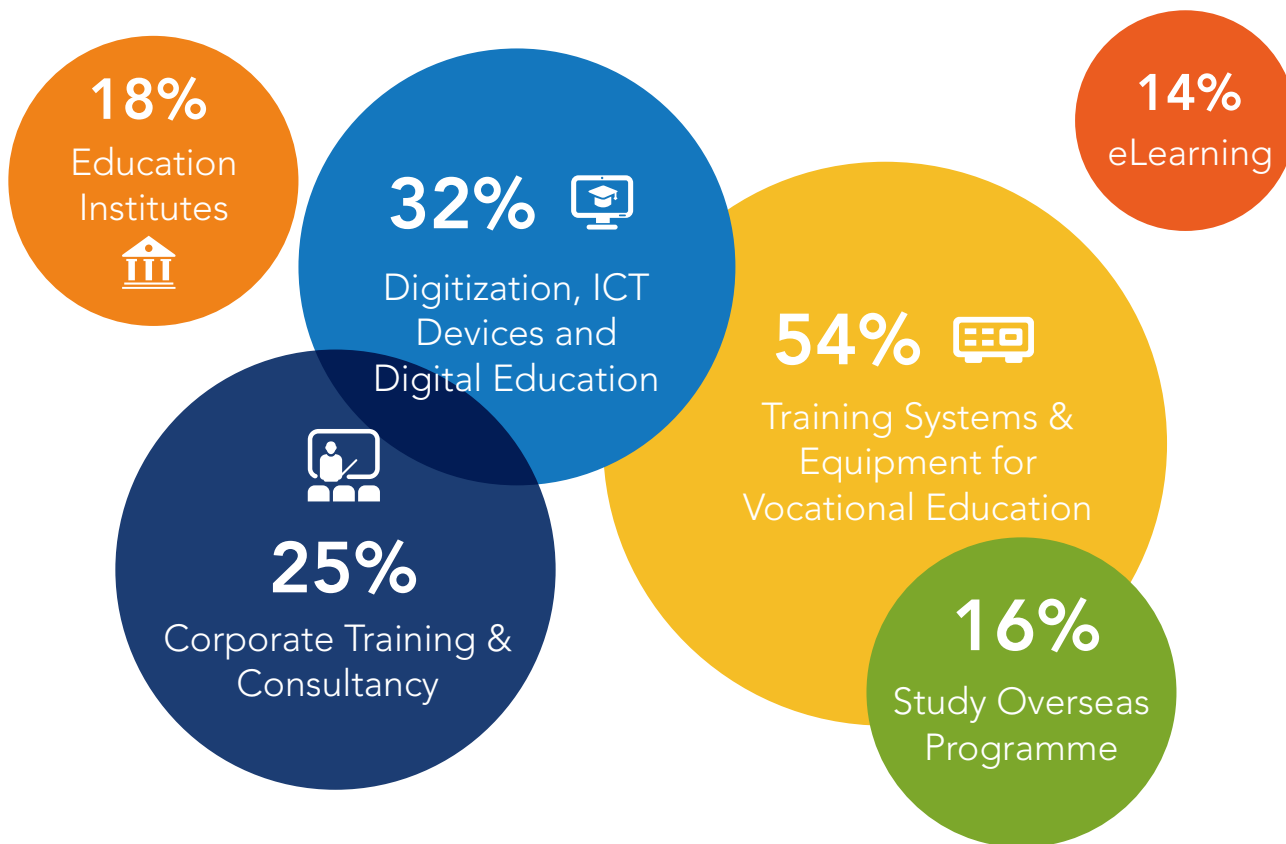 18%
Education
Institutes
32%
Digitization, ICT
Devices and
Digital Education
14%
eLearning
54%
Training Systems &
Equipment for
Vocational Education
25%
Corporate Training &
Consultancy
16%
Study Overseas
Programme